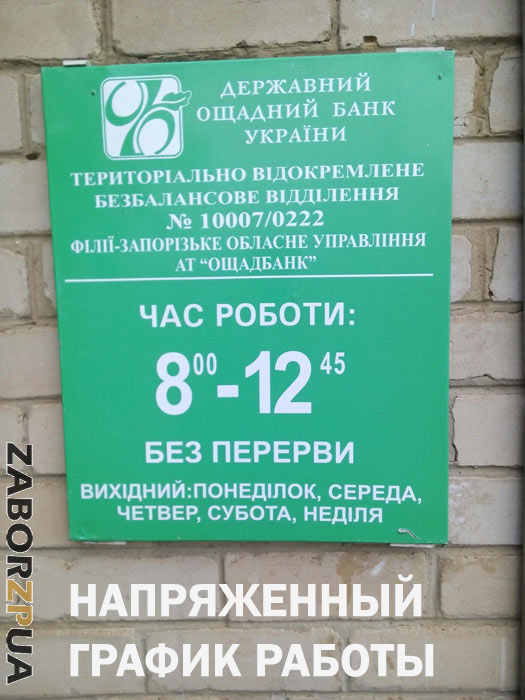 ДЕРЖАВНИЙ
ОЩАДНИЙ БАНК
УКРАЇНИ
ТЕРИТОРІАЛЬНО ВІДОКРЕМЛЕНЕ
БЕЗБАЛАНСОВЕ ВІДДІЛЕННЯ
№ 10007/0222
ФІЛІЇ-ЗАПОРІЗЬКЕ ОБЛАСНЕ УПРАВЛІННЯ
АТ “ОЩАДБАНК”
ЧАС РОБОТИ:
8⁰⁰-12⁴⁵
БЕЗ ПЕРЕРВИ
ВИХІДНИЙ:ПОНЕДІЛОК, СЕРЕДА,
ЧЕТВЕР, СУБОТА, НЕДІЛЯ
ZABORZPUA
НАПРЯЖЕННЫЙ
ГРАФИК РАБОТЫ